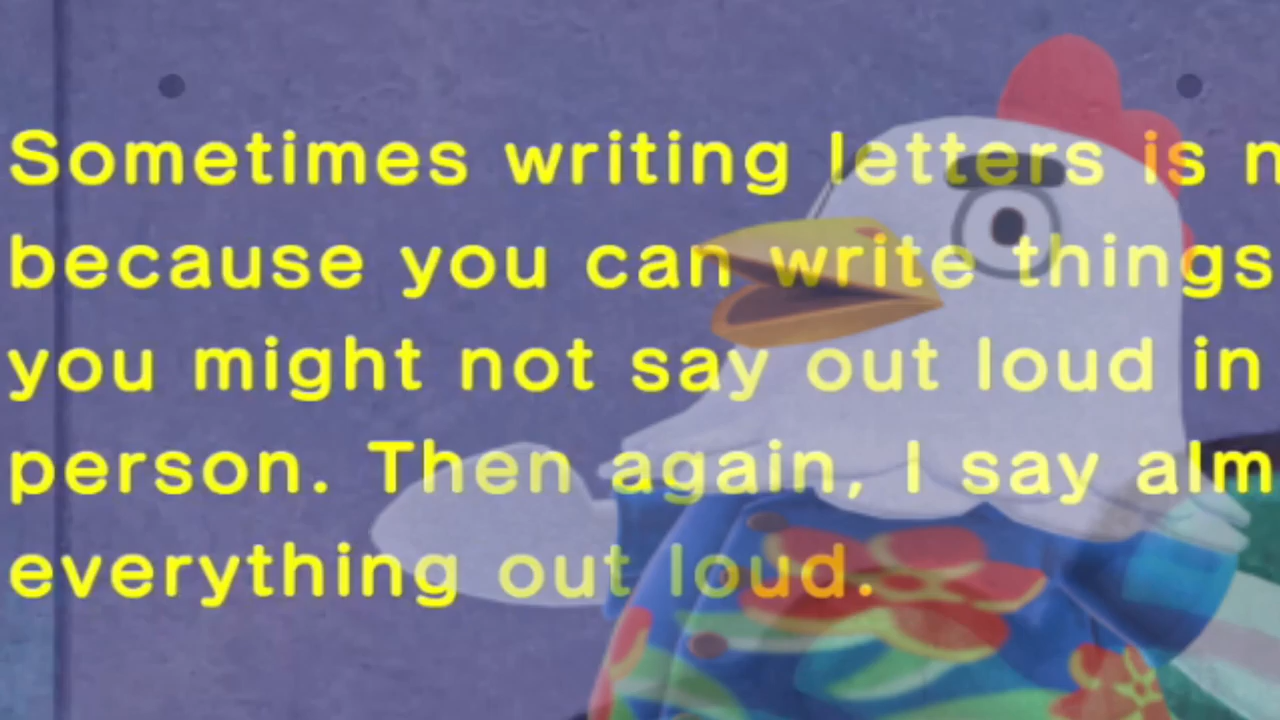 Sometimes writing letters is
because you can write things
you might not say out loud in
person. Then again, I say
everything out loud.